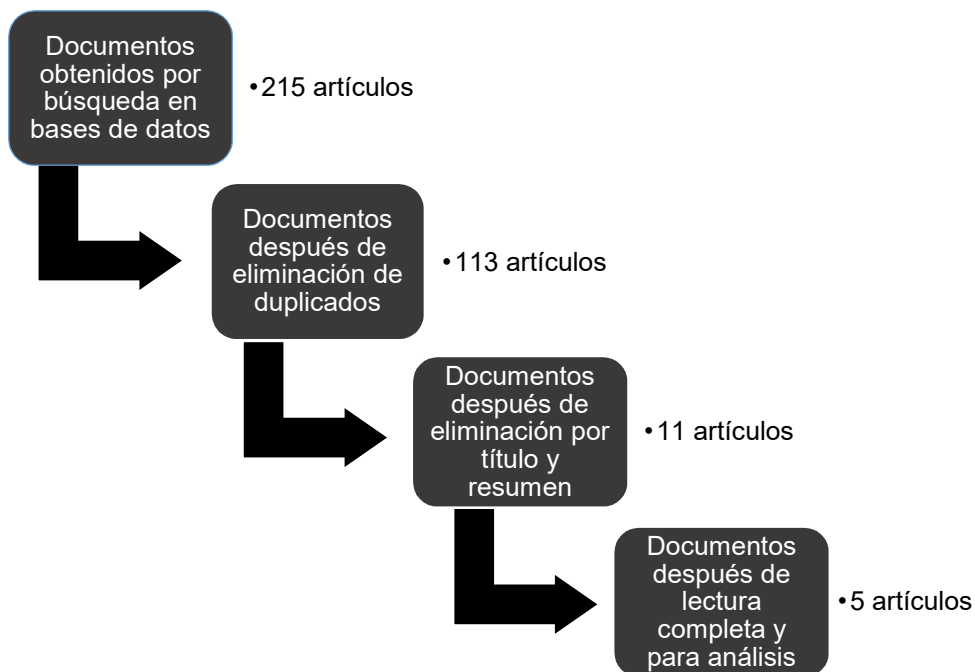 Documentos
obtenidos por
búsqueda en
bases de datos
•215 artículos
Documentos
después de
eliminación de
duplicados
•113 artículos
Documentos
después de
eliminación por
título y
resumen
•11 artículos
Documentos
después de
lectura
completa y
para análisis
•5 artículos